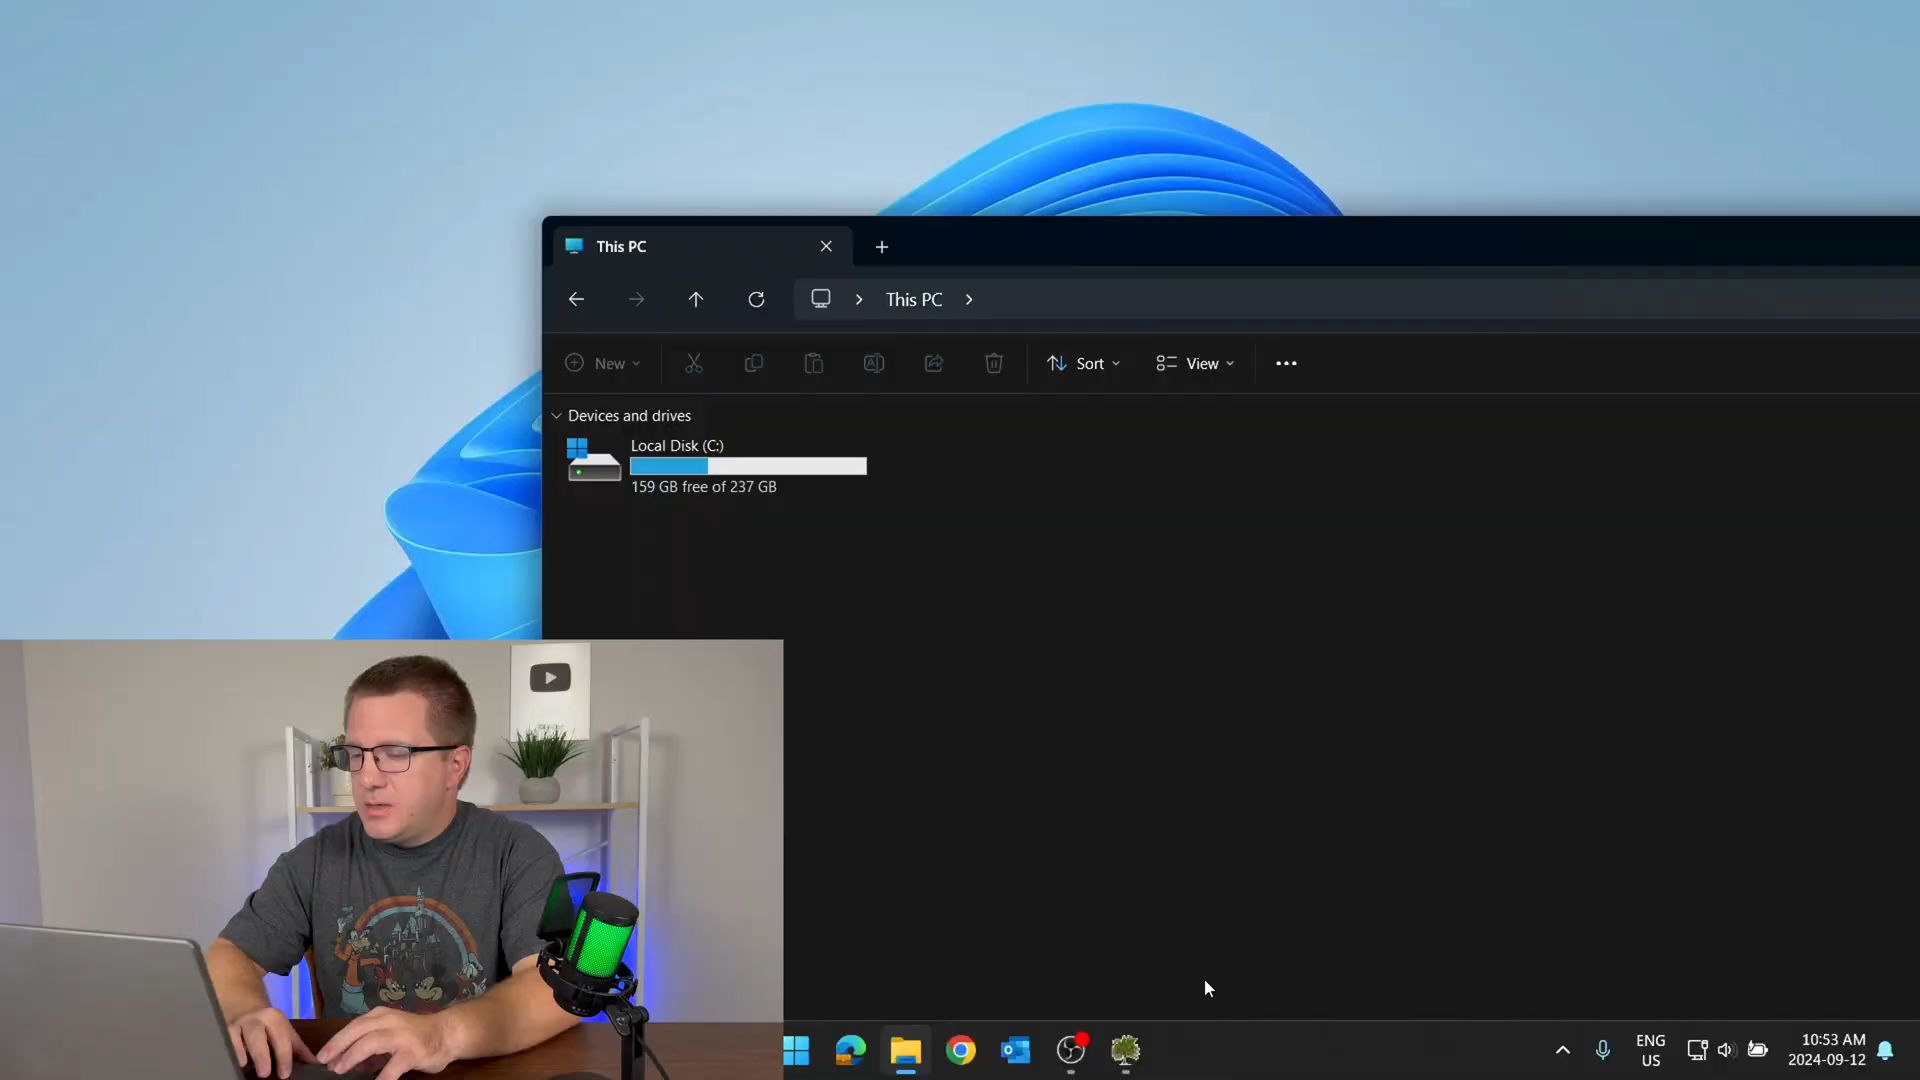 This PC
This PC
New
Sort
View
Devices and drives
Local Disk (C:)
159 GB free of 237 GB
ENG
US
10:53 AM
2024-09-12